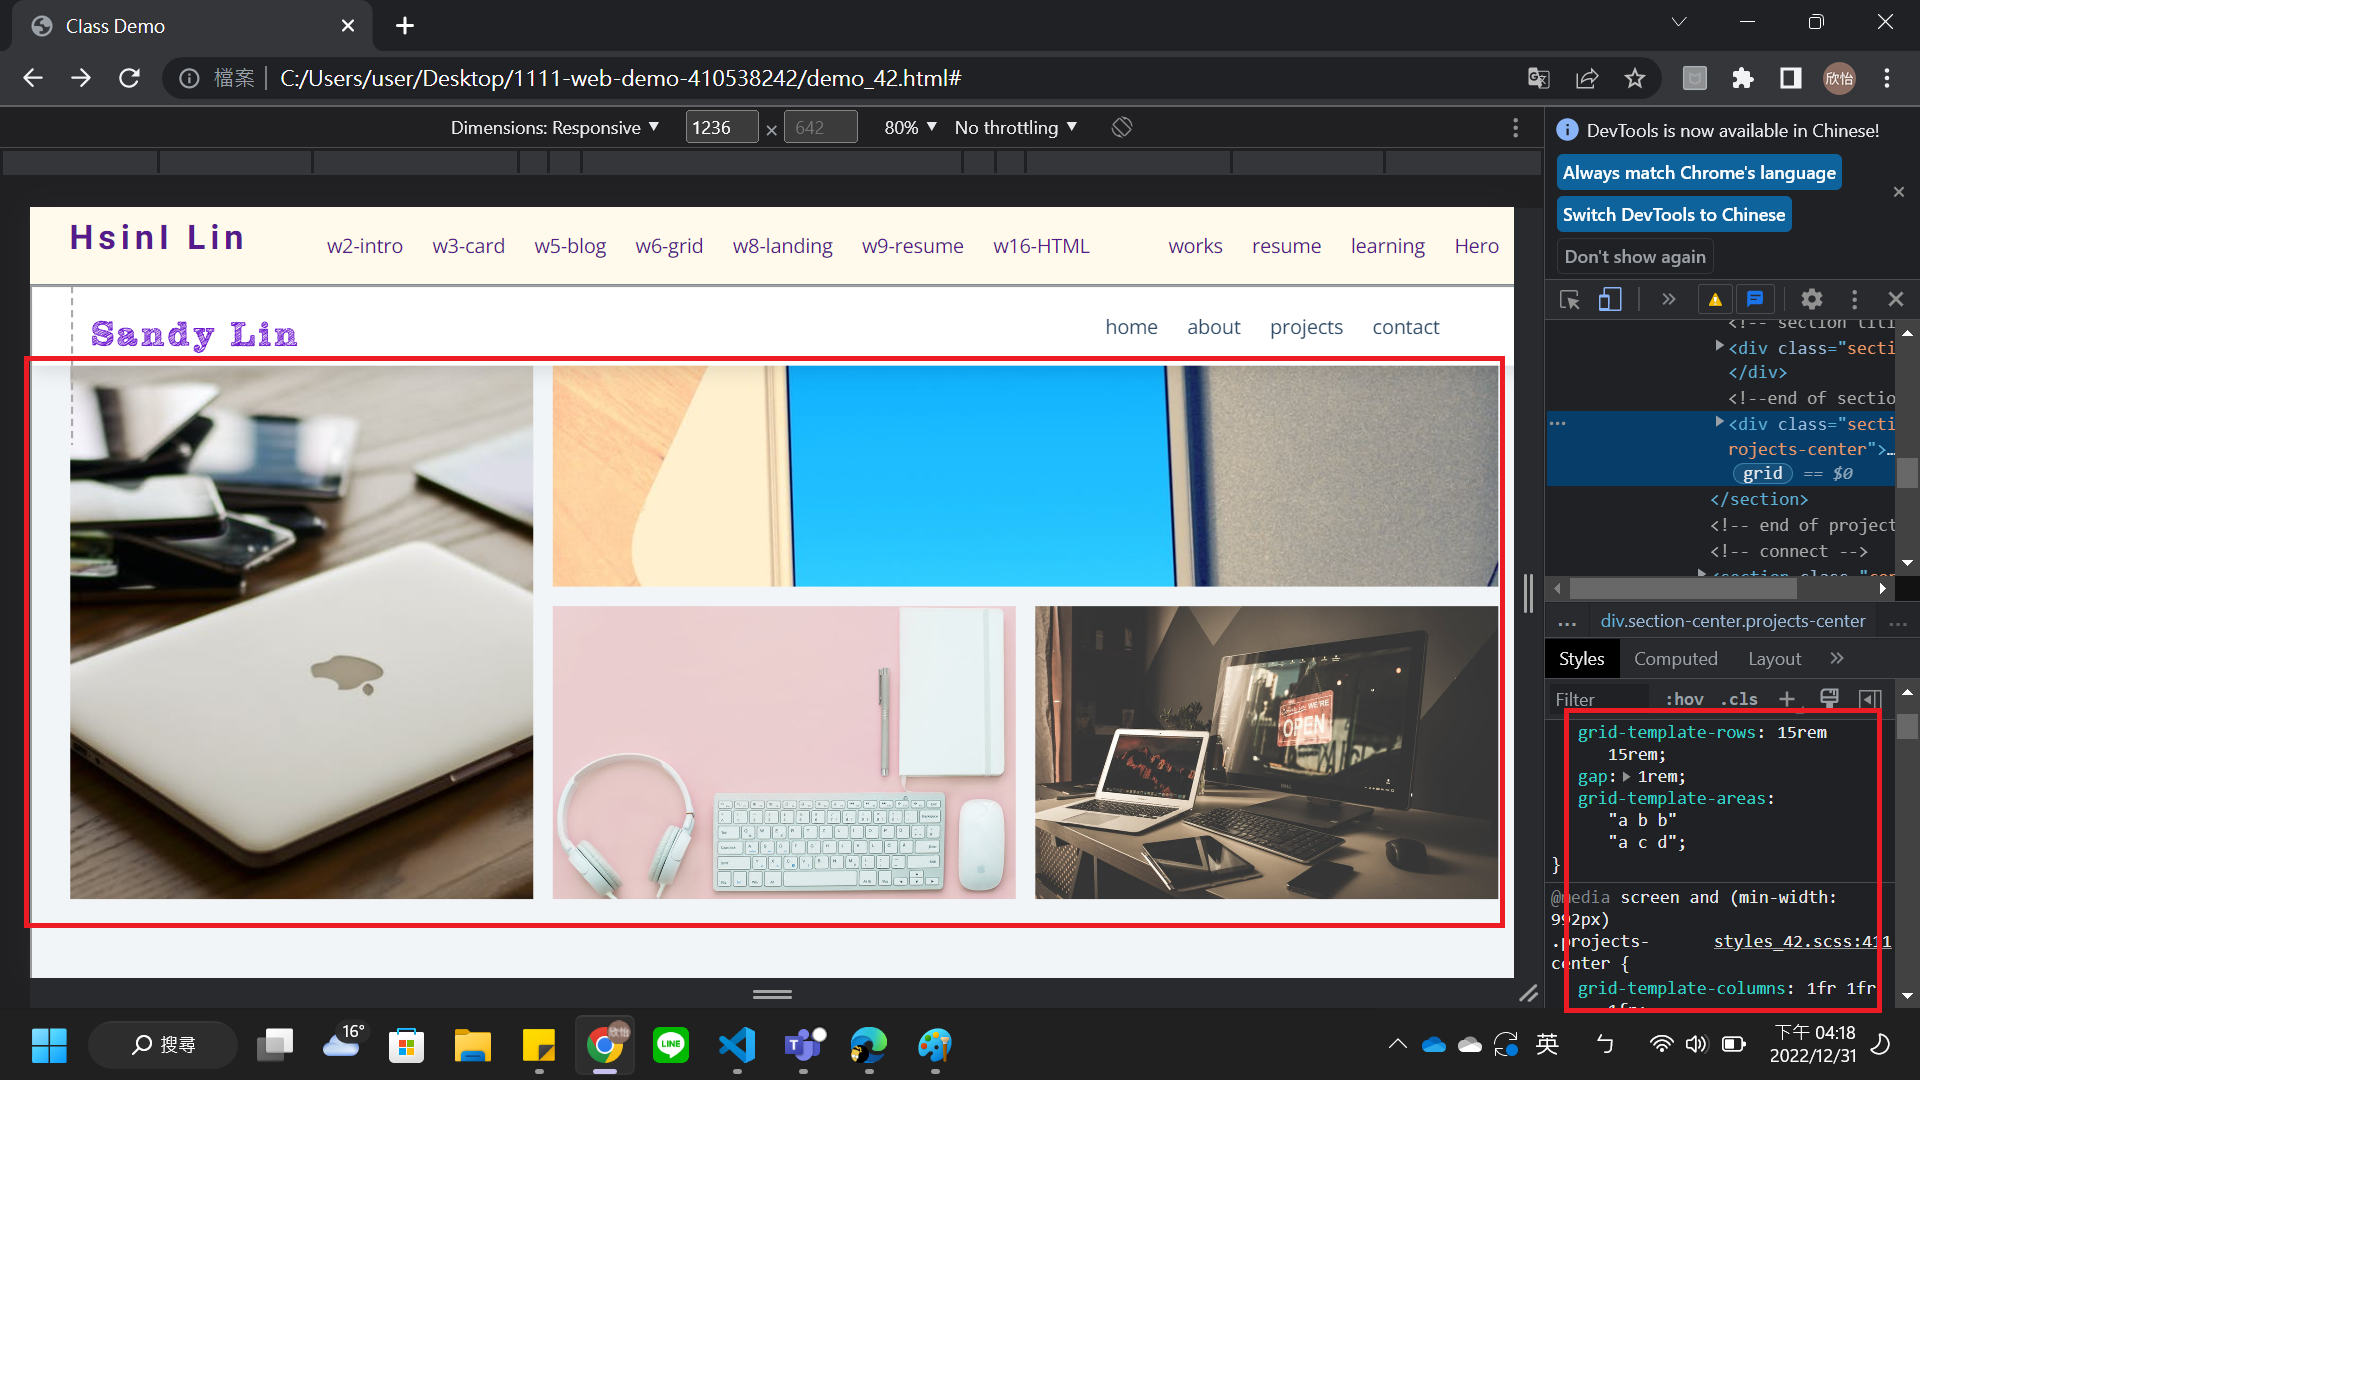 Class Demo
檔案 C:/Users/user/Desktop/1111-web-demo-410538242/demo_42.html#
欣怡
Dimensions: Responsive 1236 × 642 80% No throttling
HsinI Lin w2-intro w3-card w5-blog w6-grid w8-landing w9-resume w16-HTML works resume learning Hero
Sandy Lin home about projects contact
WE'RE
OPEN
DevTools is now available in Chinese!
Always match Chrome's language
Switch DevTools to Chinese
Don't show again
<!-- section titl
<div class="secti
</div>
<!--end of sectio
<div class="secti
rojects-center">…
grid == $0
</section>
<!-- end of project
<!-- connect -->
... div.section-center.projects-center ...
Styles Computed Layout
Filter :hov .cls
grid-template-rows: 15rem
15rem;
gap: 1rem;
grid-template-areas:
"a b b"
"a c d";
}
@media screen and (min-width:
992px)
.projects- styles_42.scss:411
center {
grid-template-columns: 1fr 1fr
搜尋 16° 欣怡 LINE T 英 ㄅ 下午 04:18
2022/12/31